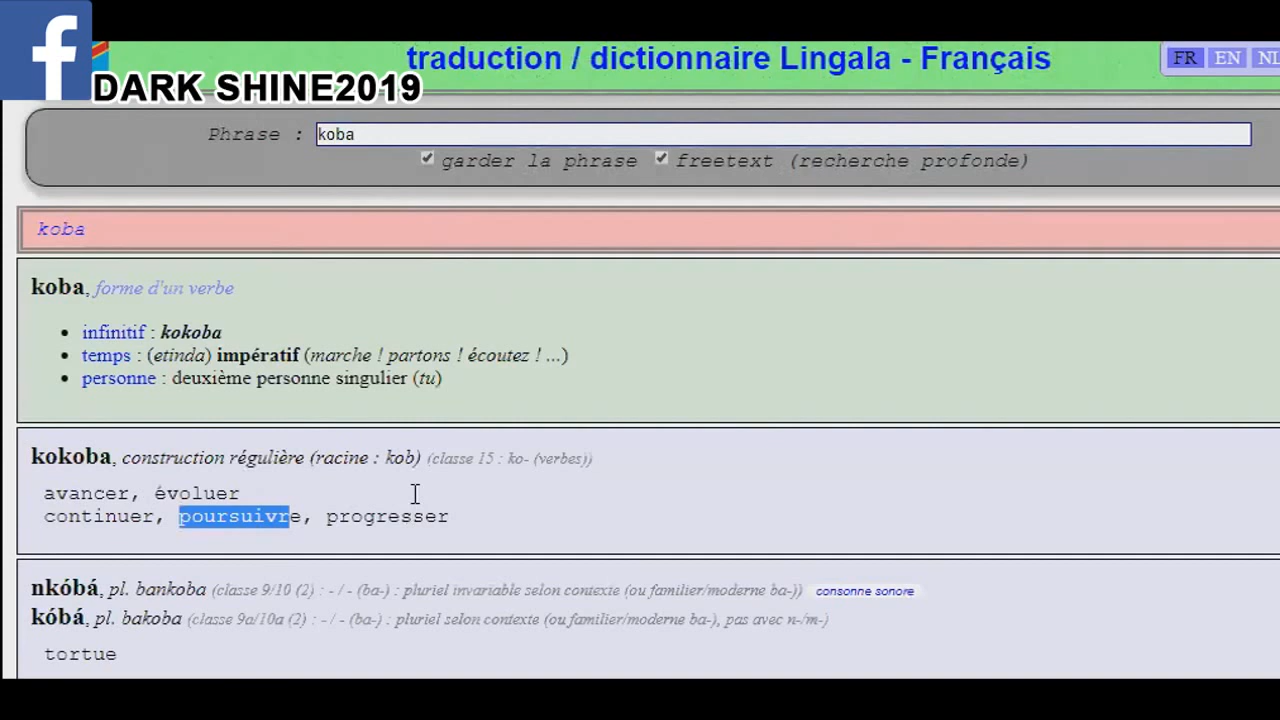 f
traduction / dictionnaire Lingala - Français
FR EN NL
DARK SHINE2019
Phrase : koba
garder la phrase freetext (recherche profonde)
koba
koba, forme d'un verbe
infinitif : kokoba
temps : (etinda) impératif (marche ! partons ! écoutez ! ...)
personne : deuxième personne singulier (tu)
kokoba, construction régulière (racine : kob) (classe 15 : ko- (verbes))
avancer, évoluer
continuer, poursuivre, progresser
nkóbá, pl. bankoba (classe 9/10 (2) : - / - (ba-) : pluriel invariable selon contexte (ou familier/moderne ba-)) consonne sonore
kóbá, pl. bakoba (classe 9a/10a (2) : - / - (ba-) : pluriel selon contexte (ou familier/moderne ba-), pas avec n-/m-)
tortue